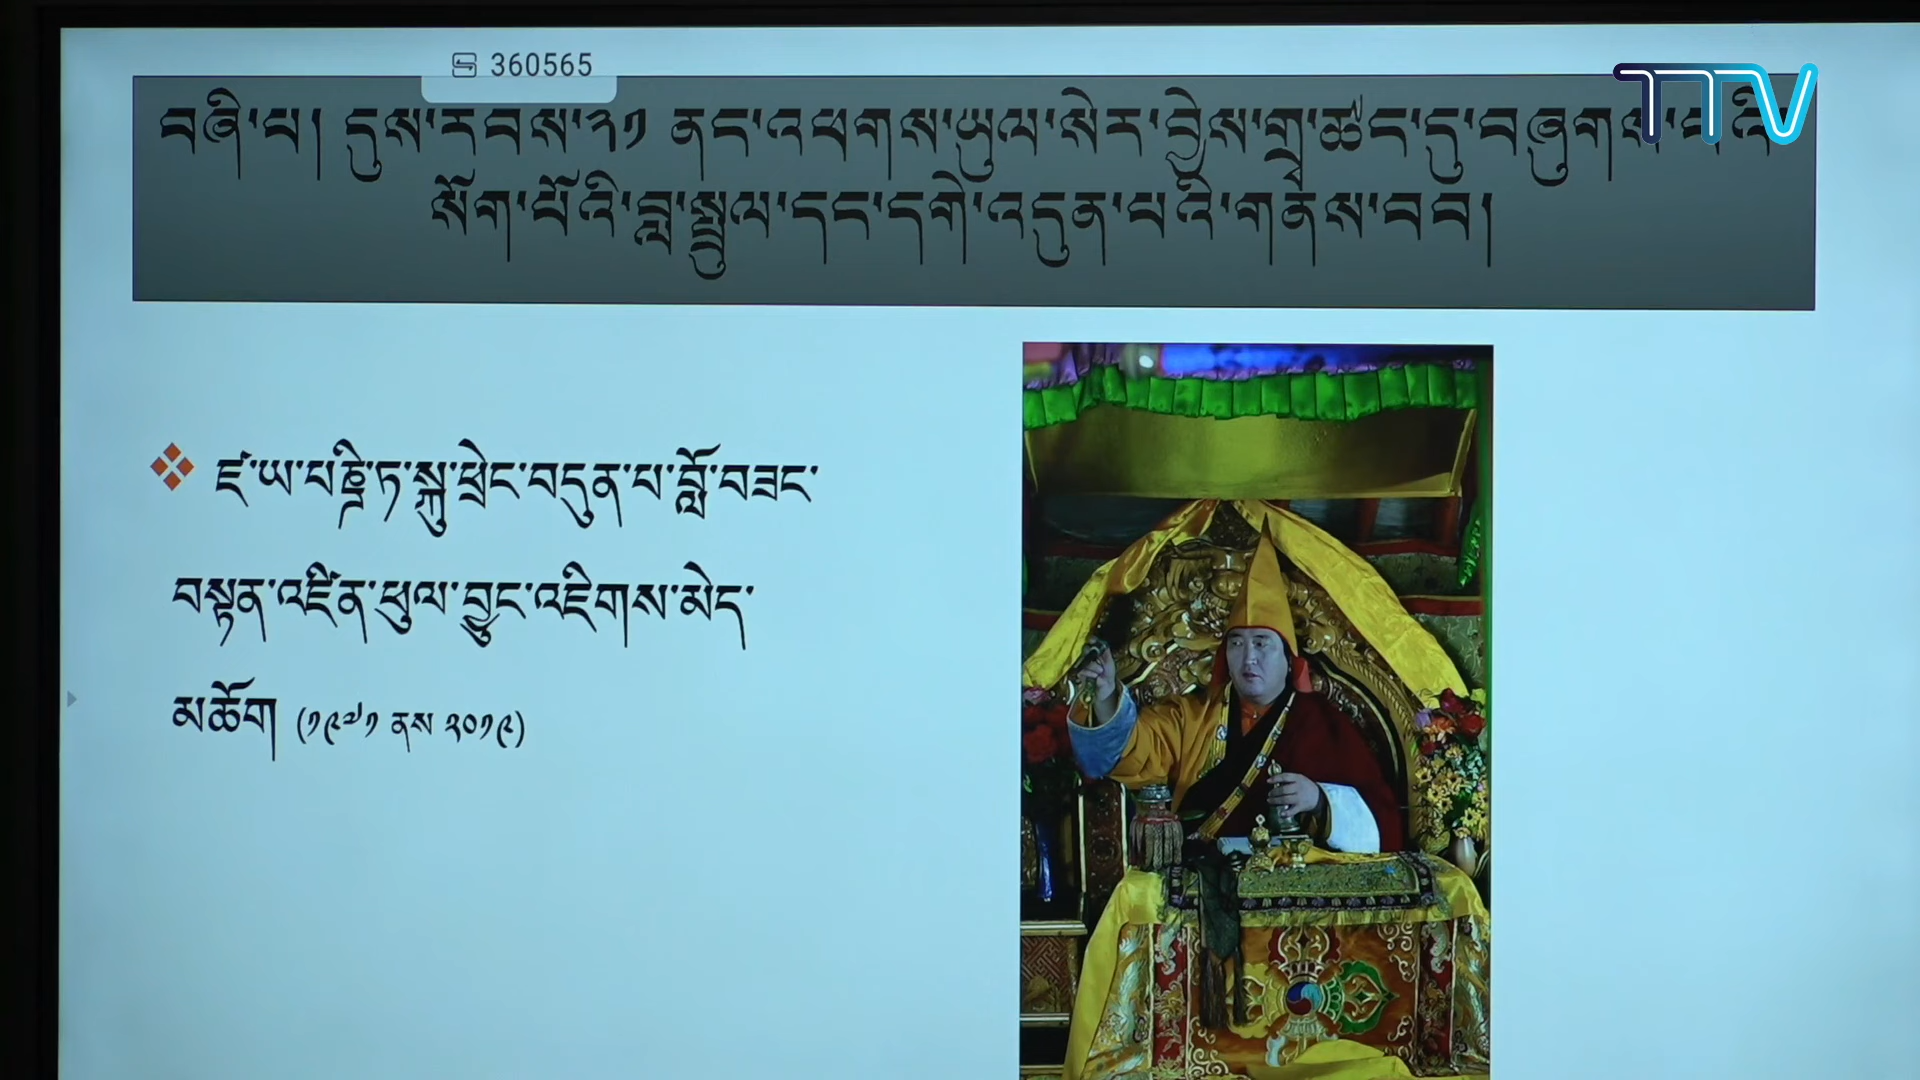 360565
TTV
བཞི་པ། དུས་རབས་༢༡ ནང་འཕགས་ཡུལ་སེར་བྱེས་གྲྭ་ཚང་དུ་བཞུགས་པའི་
སོག་པོའི་བླ་སྤྲུལ་དང་དགེ་འདུན་པའི་གནས་བབ།
ཛ་ཡ་པཎྜི་ཏ་སྐུ་ཕྲེང་བདུན་པ་བློ་བཟང་
བསྟན་འཛིན་ཕུལ་བྱུང་འཇིགས་མེད་
མཆོག (༡༩༧༡ ནས ༢༠༡༩)